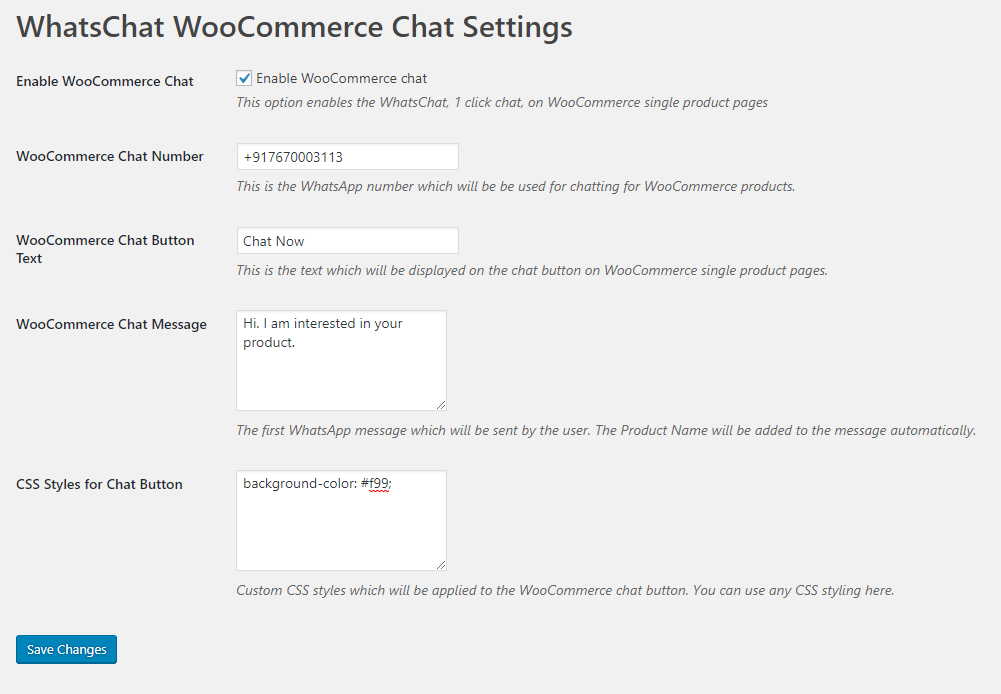 WhatsChat WooCommerce Chat Settings
Enable WooCommerce Chat
Enable WooCommerce chat
This option enables the WhatsChat, 1 click chat, on WooCommerce single product pages
WooCommerce Chat Number
+917670003113
This is the WhatsApp number which will be be used for chatting for WooCommerce products.
WooCommerce Chat Button
Text
Chat Now
This is the text which will be displayed on the chat button on WooCommerce single product pages.
WooCommerce Chat Message
Hi. I am interested in your
product.
The first WhatsApp message which will be sent by the user. The Product Name will be added to the message automatically.
CSS Styles for Chat Button
background-color: #f99;
Custom CSS styles which will be applied to the WooCommerce chat button. You can use any CSS styling here.
Save Changes